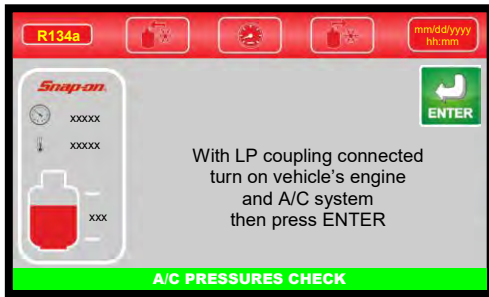 R134a
mm/dd/yyyy
hh:mm
Snap-on
xxxxx
xxxxx
xxx
ENTER
With LP coupling connected
turn on vehicle's engine
and A/C system
then press ENTER
A/C PRESSURES CHECK